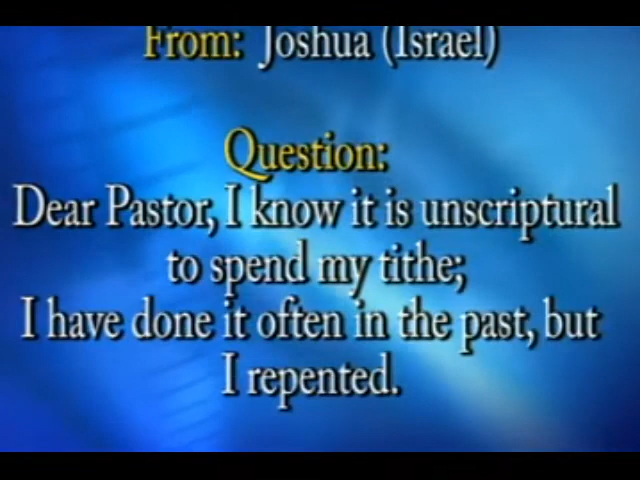 From: Joshua (Israel)
Question:
Dear Pastor, I know it is unscriptural
to spend my tithe;
I have done it often in the past, but
I repented.